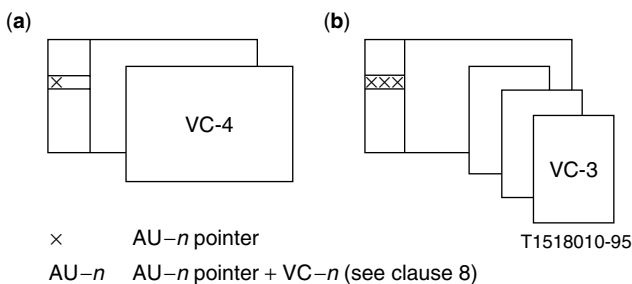 (a)
(b)
×
×××
VC-4
VC-3
T1518010-95
× AU–n pointer
AU–n AU–n pointer + VC–n (see clause 8)